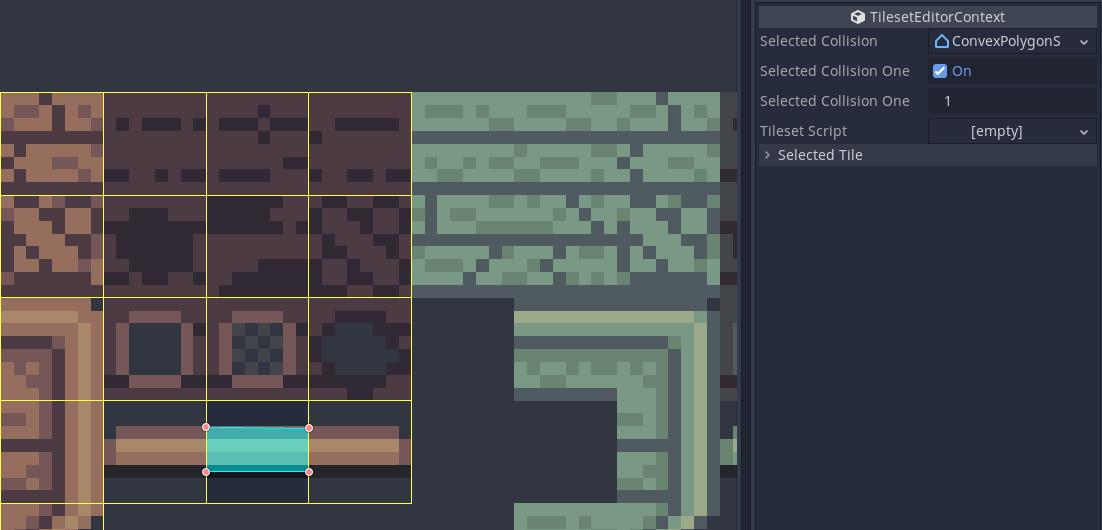 TilesetEditorContext
Selected Collision ConvexPolygonS
Selected Collision One On
Selected Collision One 1
Tileset Script [empty]
Selected Tile